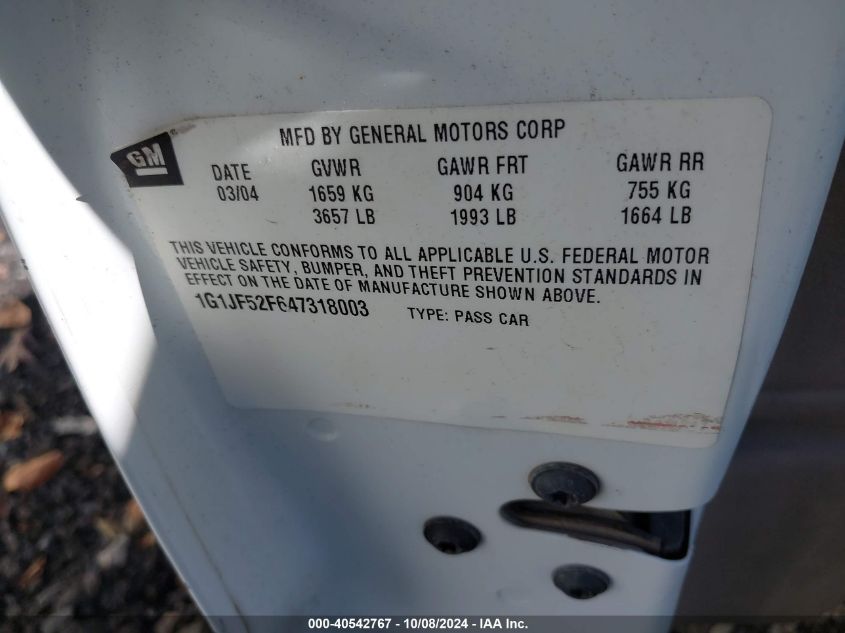 MFD BY GENERAL MOTORS CORP
GM
DATE GVWR GAWR FRT GAWR RR
03/04 1659 KG 904 KG 755 KG
3657 LB 1993 LB 1664 LB
THIS VEHICLE CONFORMS TO ALL APPLICABLE U.S. FEDERAL MOTOR
VEHICLE SAFETY, BUMPER, AND THEFT PREVENTION STANDARDS IN
EFFECT ON THE DATE OF MANUFACTURE SHOWN ABOVE.
1G1JF52F647318003 TYPE: PASS CAR
000-40542767 - 10/08/2024 - IAA Inc.